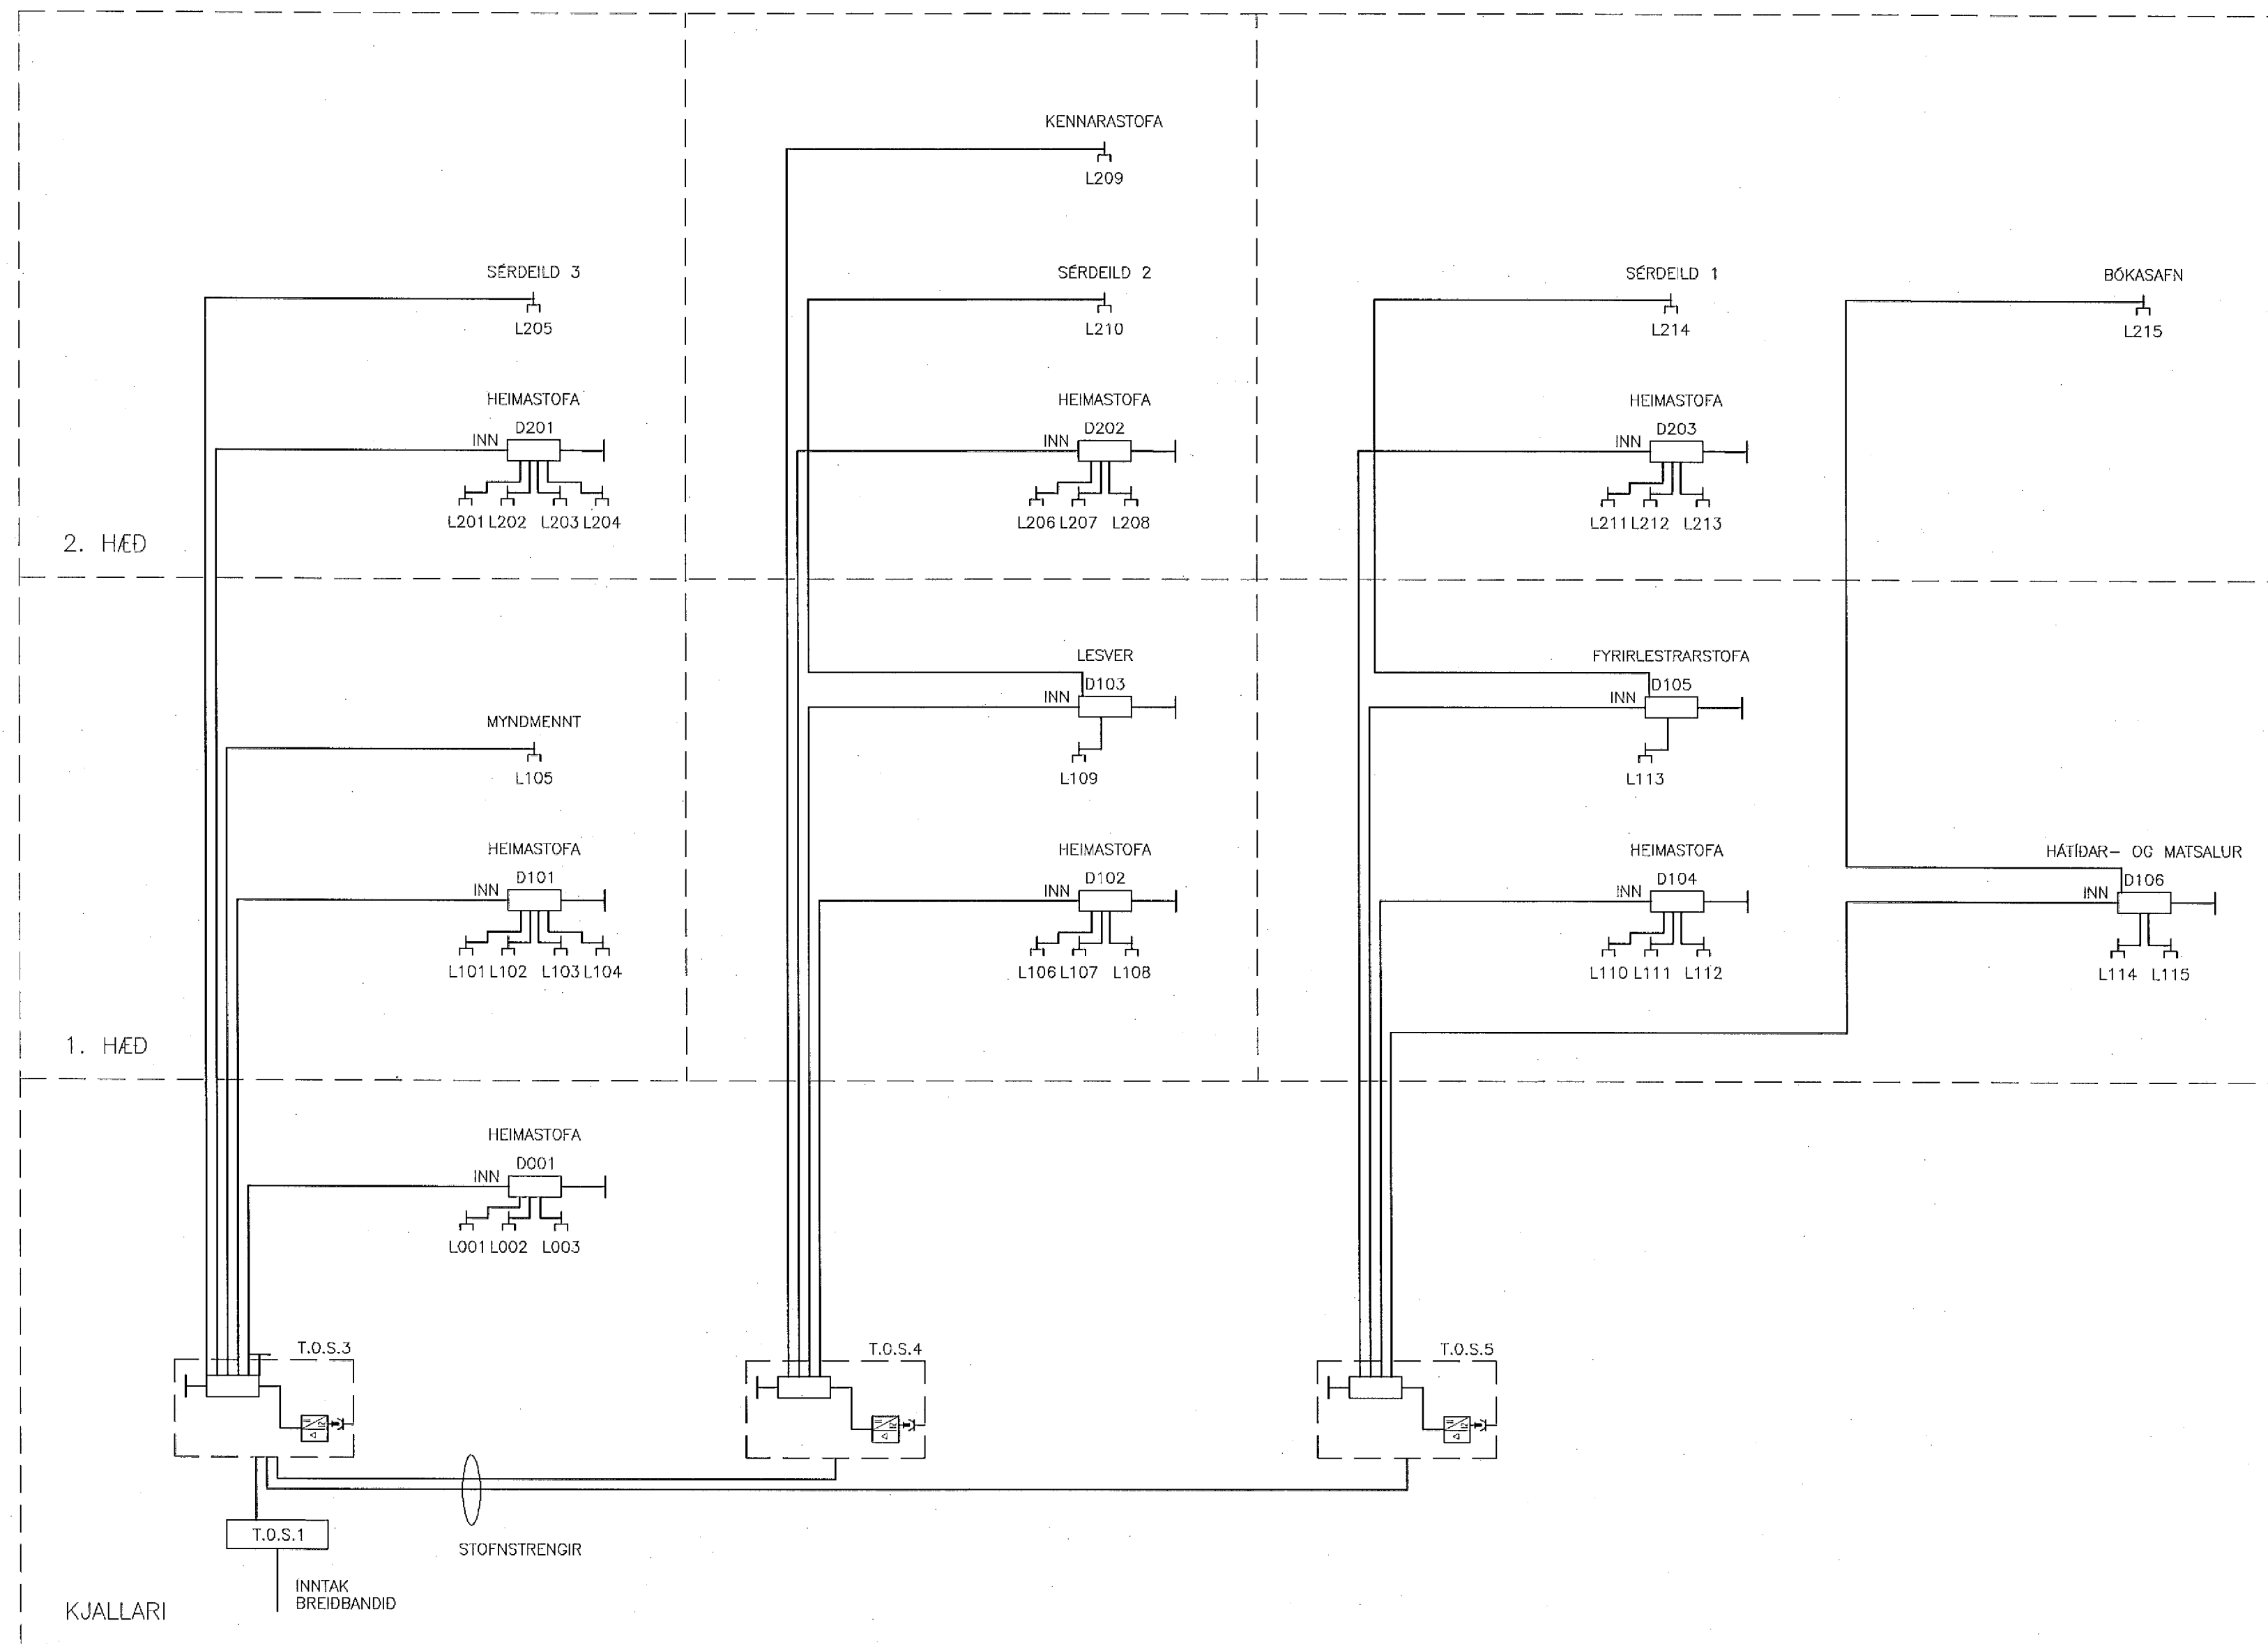 KENNARASTOFA
L209
SÉRDEILD 3
L205
SÉRDEILD 2
L210
SÉRDEILD 1
L214
BÓKASAFN
L215
HEIMASTOFA
D201
INN
L201 L202 L203 L204
HEIMASTOFA
D202
INN
L206 L207 L208
HEIMASTOFA
D203
INN
L211 L212 L213
2. HÆÐ
LESVER
D103
INN
L109
FYRIRLESTRARSTOFA
D105
INN
L113
MYNDMENNT
L105
HEIMASTOFA
D101
INN
L101 L102 L103 L104
HEIMASTOFA
D102
INN
L106 L107 L108
HEIMASTOFA
D104
INN
L110 L111 L112
HÁTÍÐAR- OG MATSALUR
D106
INN
L114 L115
1. HÆÐ
HEIMASTOFA
D001
INN
L001 L002 L003
T.O.S.3
T.O.S.4
T.O.S.5
T.O.S.1
STOFNSTRENGIR
INNTAK
BREIÐBANDIÐ
KJALLARI